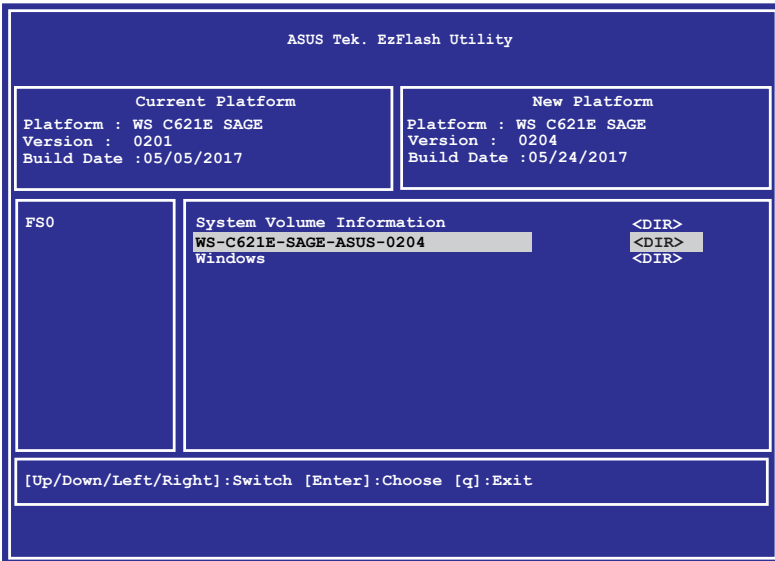 ASUS Tek. EzFlash Utility
Current Platform
Platform : WS C621E SAGE
Version : 0201
Build Date :05/05/2017
New Platform
Platform : WS C621E SAGE
Version : 0204
Build Date :05/24/2017
FS0
System Volume Information <DIR>
WS-C621E-SAGE-ASUS-0204 <DIR>
Windows <DIR>
[Up/Down/Left/Right]:Switch [Enter]:Choose [q]:Exit